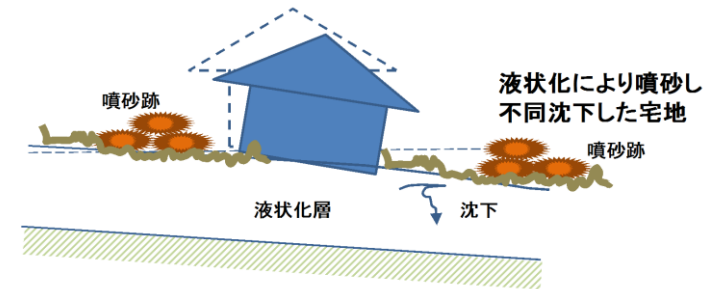 液状化により噴砂し
不同沈下した宅地
噴砂跡
噴砂跡
液状化層
沈下